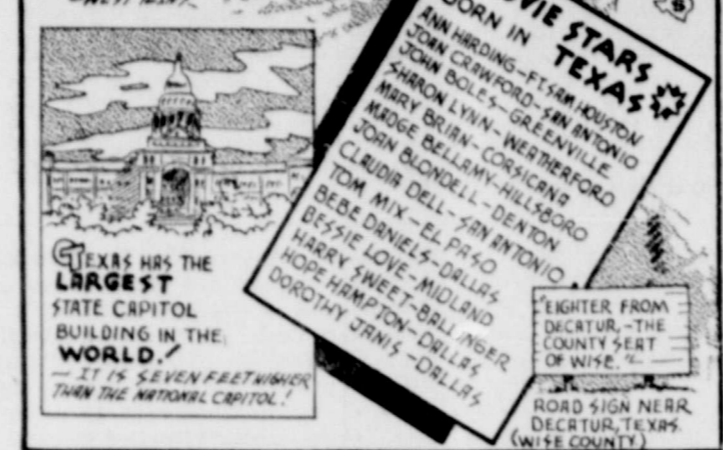 TEXAS HAS THE
LARGEST
STATE CAPITOL
BUILDING IN THE
WORLD!
— IT IS SEVEN FEET HIGHER
THAN THE NATIONAL CAPITOL!
MOVIE STARS
BORN IN
TEXAS
ANN HARDING–FT. SAM HOUSTON
JOAN CRAWFORD–SAN ANTONIO
JOHN BOLES–GREENVILLE
SHARON LYNN–WEATHERFORD
MARY BRIAN–CORSICANA
MADGE BELLAMY–HILLSBORO
JOAN BLONDELL–DENTON
CLAUDIA DELL–SAN ANTONIO
TOM MIX–EL PASO
BEBE DANIELS–DALLAS
BESSIE LOVE–MIDLAND
HARRY SWEET–BALLINGER
HOPE HAMPTON–DALLAS
DOROTHY JANIS–DALLAS
"EIGHTER FROM
DECATUR,–THE
COUNTY SEAT
OF WISE."
ROAD SIGN NEAR
DECATUR, TEXAS.
(WISE COUNTY)
$